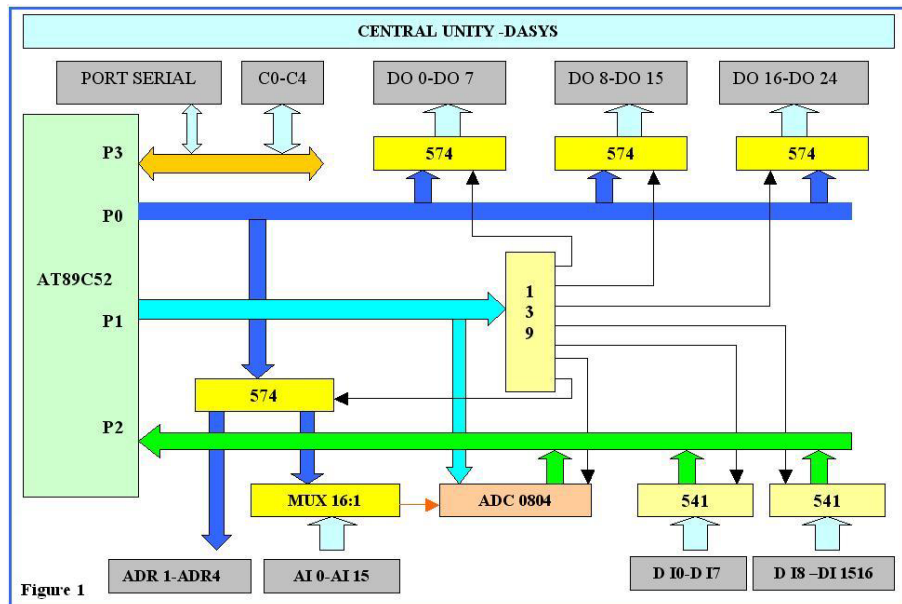 CENTRAL UNITY -DASYS
PORT SERIAL
C0-C4
DO 0-DO 7
DO 8-DO 15
DO 16-DO 24
P3
574
574
574
P0
AT89C52
1
3
9
P1
574
P2
MUX 16:1
ADC 0804
541
541
ADR 1-ADR4
AI 0-AI 15
D I0-D I7
D I8 –DI 1516
Figure 1